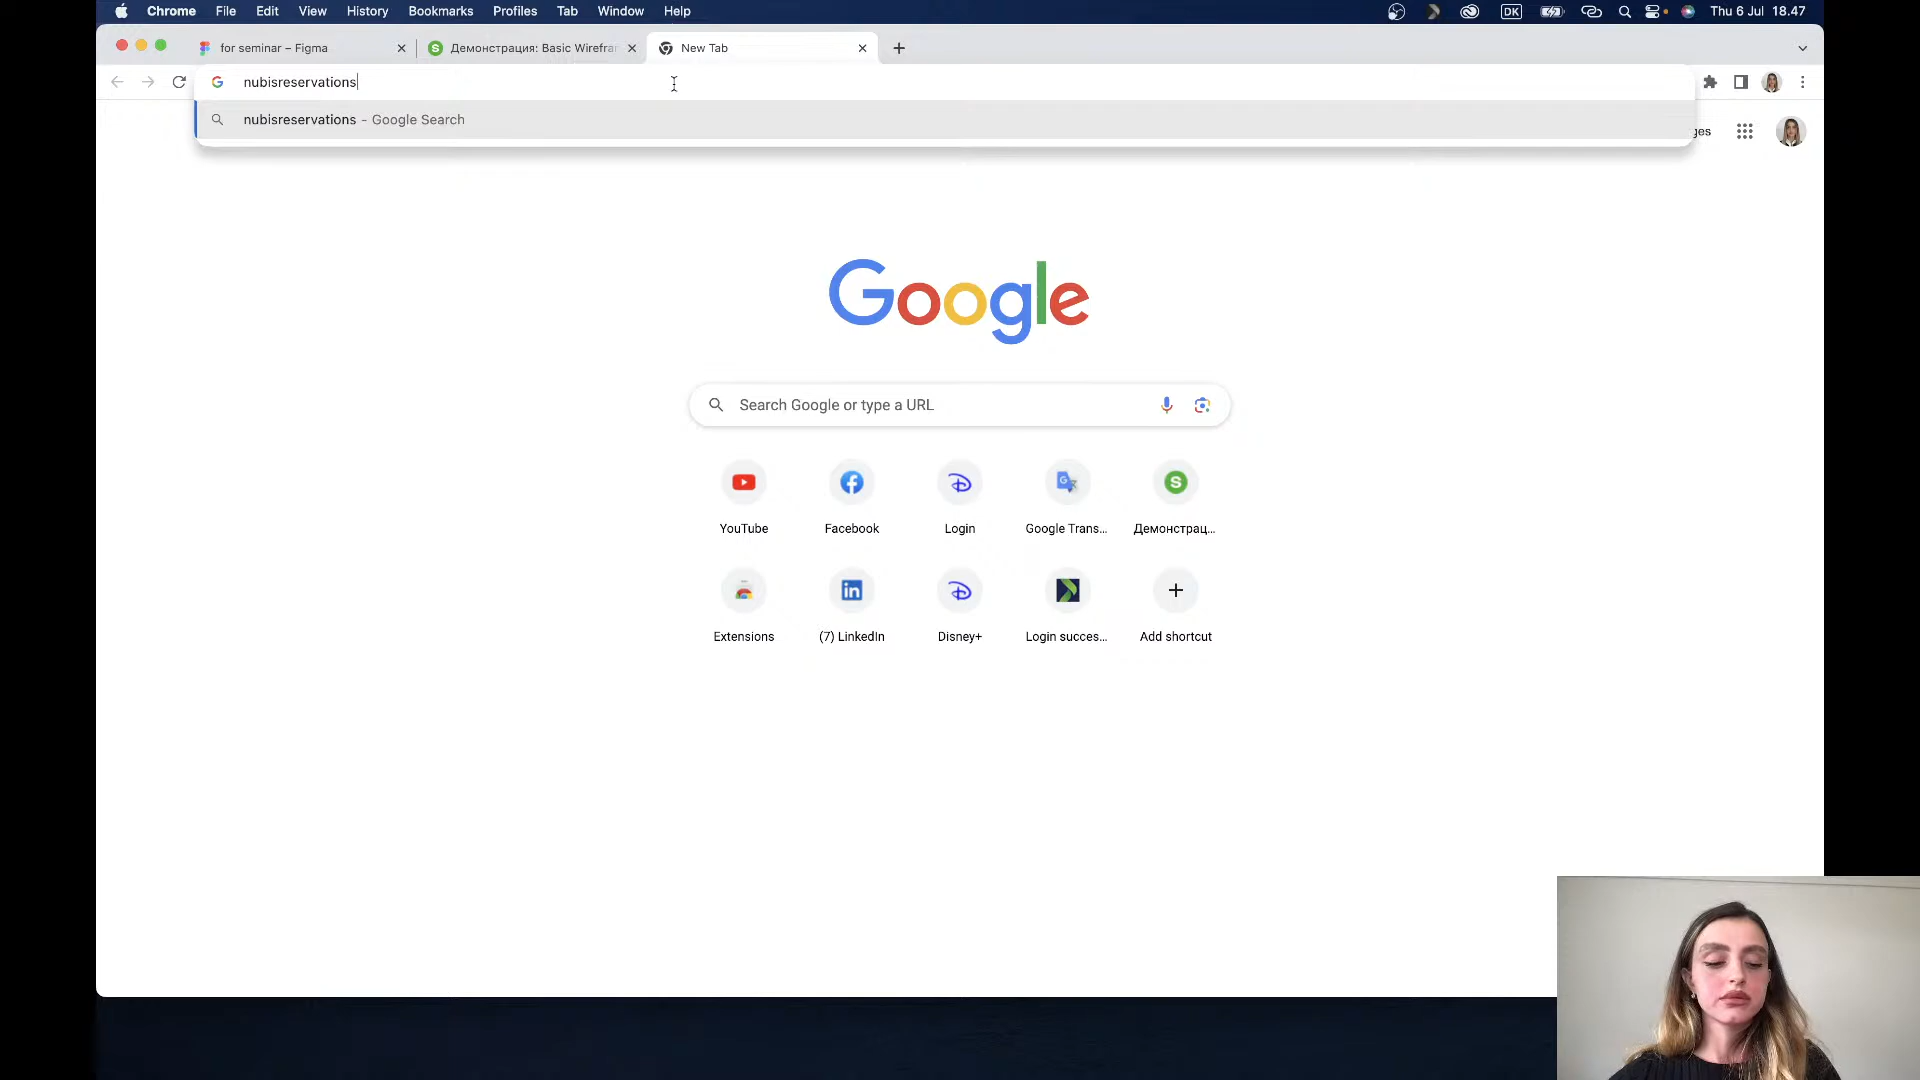 Chrome File Edit View History Bookmarks Profiles Tab Window Help DK Thu 6 Jul 18.47
for seminar – Figma Демонстрация: Basic Wirefra New Tab
nubisreservations
nubisreservations – Google Search
ges
Google
Search Google or type a URL
YouTube Facebook Login Google Trans... Демонстрац...
Extensions (7) LinkedIn Disney+ Login succes... Add shortcut